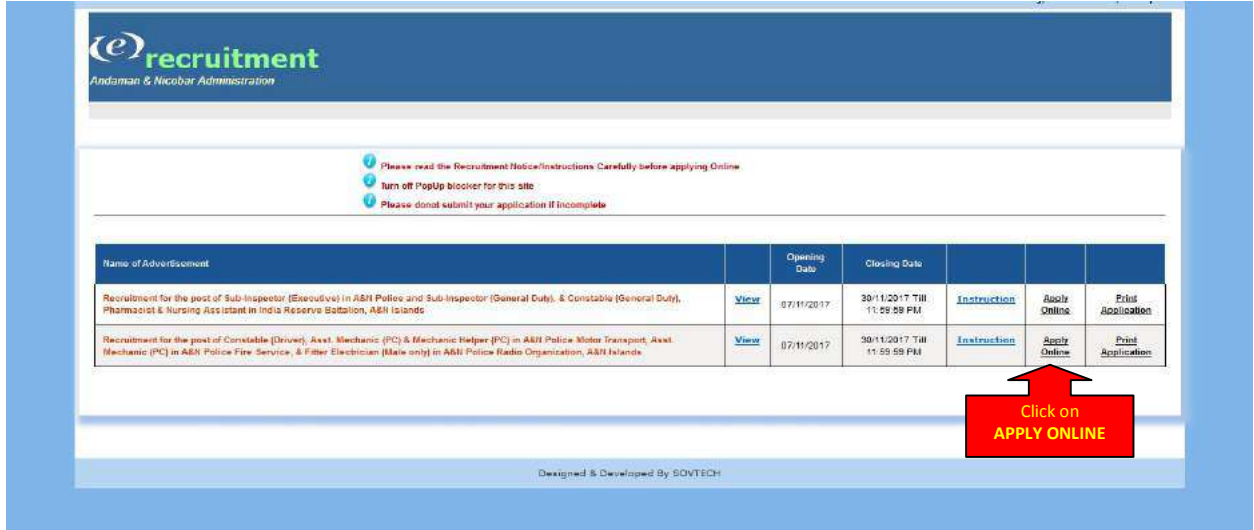 (e)recruitment
Andaman & Nicobar Administration
Please read the Recruitment Notice/Instructions Carefully before applying Online
Turn off PopUp blocker for this site
Please donot submit your application if incomplete
Name of Advertisement
Opening
Date
Closing Date
Recruitment for the post of Sub-Inspector (Executive) in A&N Police and Sub-Inspector (General Duty), & Constable (General Duty),
Pharmacist & Nursing Assistant in India Reserve Battalion, A&N Islands
View
07/11/2017
30/11/2017 Till
11:59:59 PM
Instruction
Apply
Online
Print
Application
Recruitment for the post of Constable (Driver), Asst. Mechanic (PC) & Mechanic Helper (PC) in A&N Police Motor Transport, Asst.
Mechanic (PC) in A&N Police Fire Service, & Fitter Electrician (Male only) in A&N Police Radio Organization, A&N Islands
View
07/11/2017
30/11/2017 Till
11:59:59 PM
Instruction
Apply
Online
Print
Application
Click on
APPLY ONLINE
Designed & Developed By SOVTECH